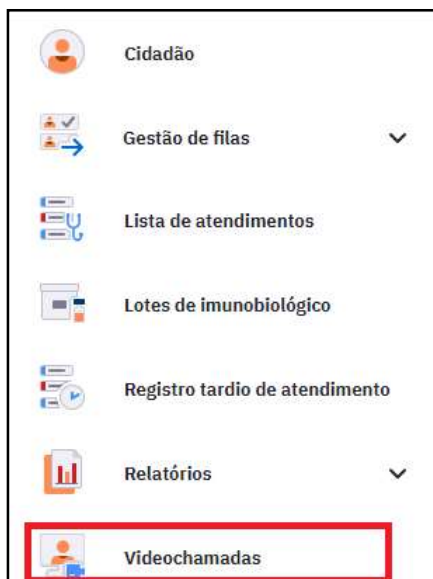 Cidadão
Gestão de filas
Lista de atendimentos
Lotes de imunobiológico
Registro tardio de atendimento
Relatórios
Videochamadas